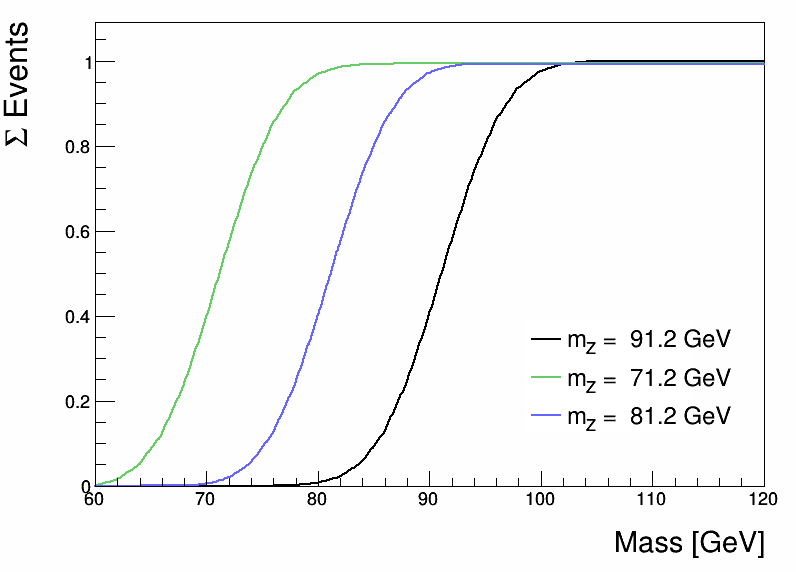 Σ Events
1
0.8
0.6
0.4
0.2
0
60 70 80 90 100 110 120
Mass [GeV]
m_Z = 91.2 GeV
m_Z = 71.2 GeV
m_Z = 81.2 GeV